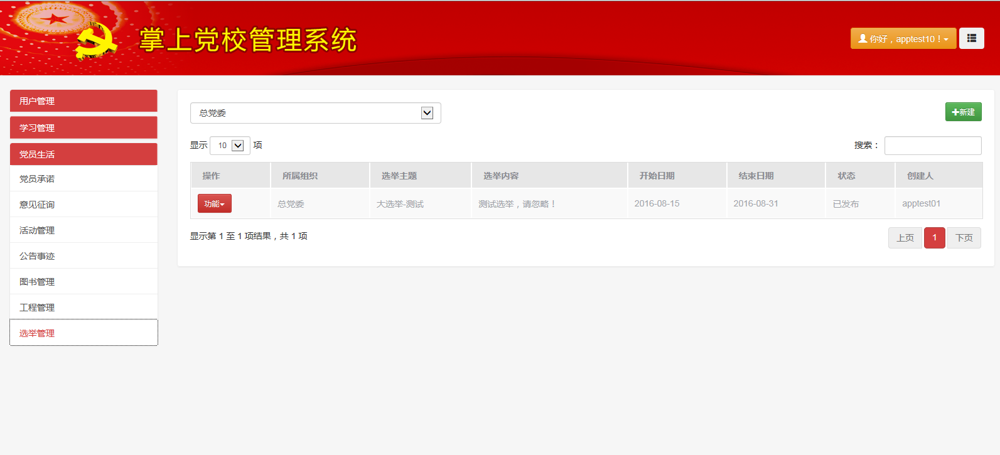 掌上党校管理系统
你好，apptest10！
用户管理
学习管理
党员生活
党员承诺
意见征询
活动管理
公告事迹
图书管理
工程管理
选举管理
总党委
新建
显示 10 项
搜索：
操作 所属组织 选举主题 选举内容 开始日期 结束日期 状态 创建人
功能 总党委 大选举-测试 测试选举，请忽略！ 2016-08-15 2016-08-31 已发布 apptest01
显示第 1 至 1 项结果，共 1 项
上页 1 下页